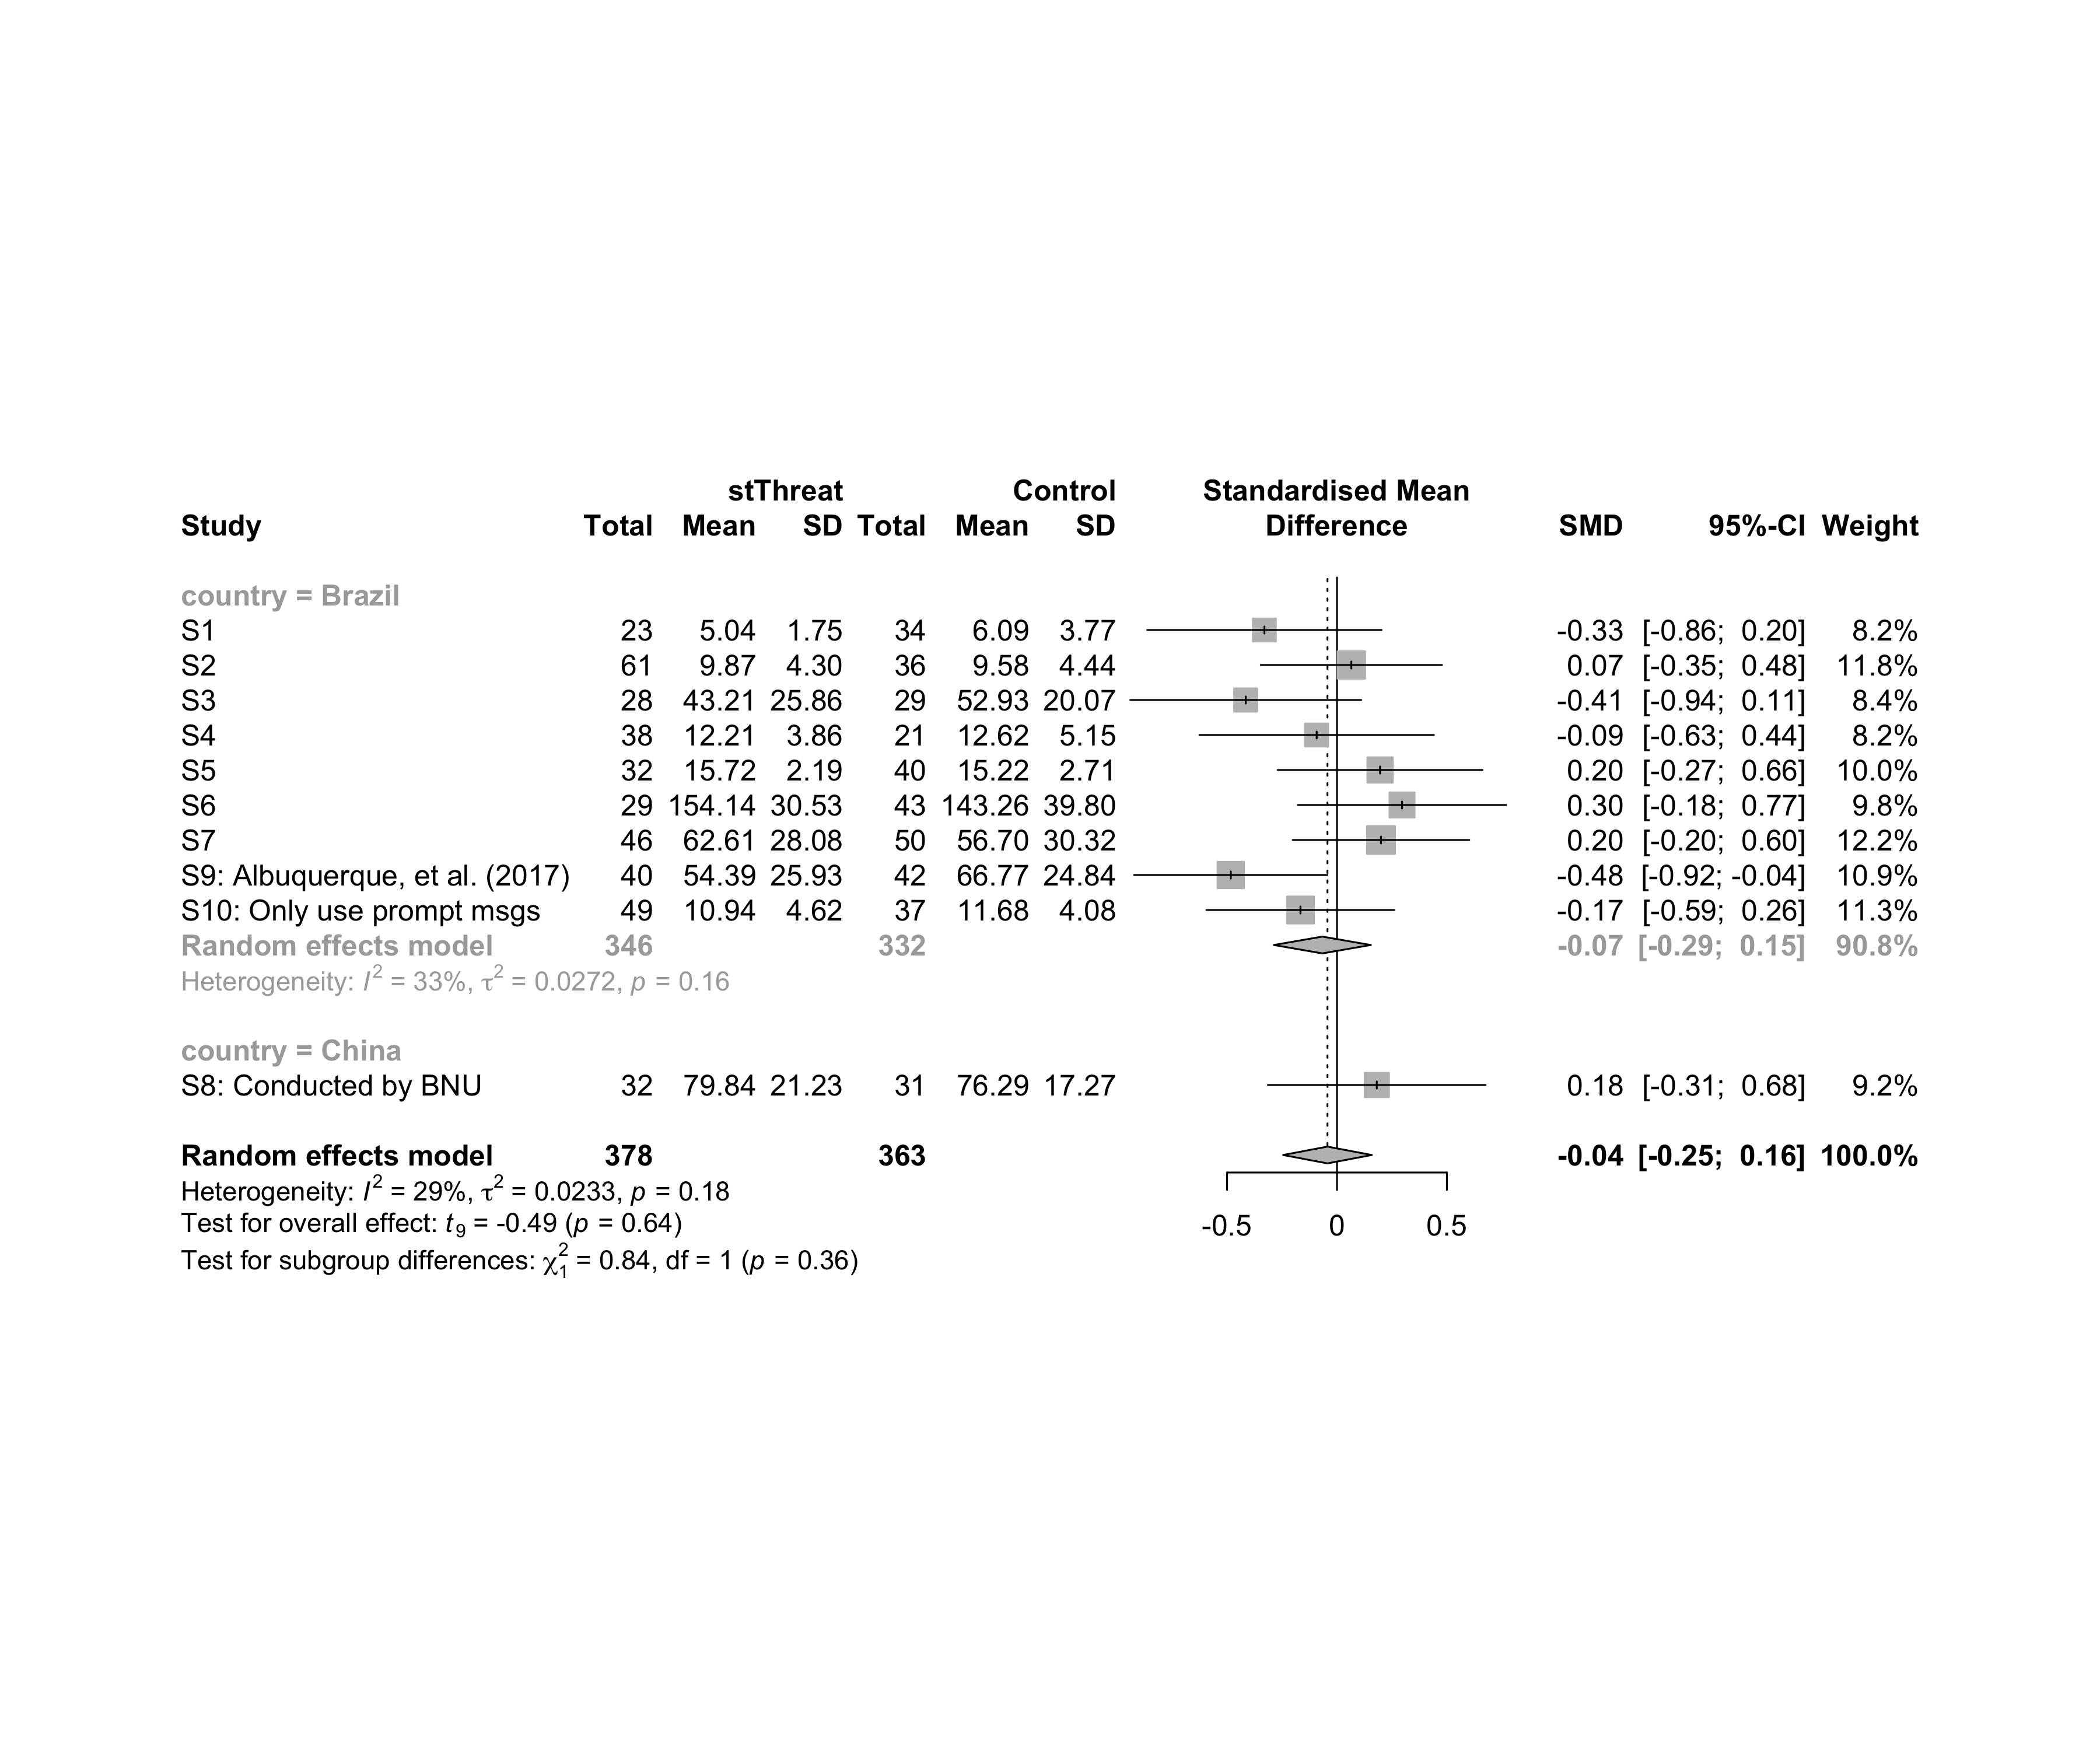 stThreat Control Standardised Mean
Study Total Mean SD Total Mean SD Difference SMD 95%-CI Weight
country = Brazil
S1 23 5.04 1.75 34 6.09 3.77 -0.33 [-0.86; 0.20] 8.2%
S2 61 9.87 4.30 36 9.58 4.44 0.07 [-0.35; 0.48] 11.8%
S3 28 43.21 25.86 29 52.93 20.07 -0.41 [-0.94; 0.11] 8.4%
S4 38 12.21 3.86 21 12.62 5.15 -0.09 [-0.63; 0.44] 8.2%
S5 32 15.72 2.19 40 15.22 2.71 0.20 [-0.27; 0.66] 10.0%
S6 29 154.14 30.53 43 143.26 39.80 0.30 [-0.18; 0.77] 9.8%
S7 46 62.61 28.08 50 56.70 30.32 0.20 [-0.20; 0.60] 12.2%
S9: Albuquerque, et al. (2017) 40 54.39 25.93 42 66.77 24.84 -0.48 [-0.92; -0.04] 10.9%
S10: Only use prompt msgs 49 10.94 4.62 37 11.68 4.08 -0.17 [-0.59; 0.26] 11.3%
Random effects model 346 332 -0.07 [-0.29; 0.15] 90.8%
Heterogeneity: I² = 33%, τ² = 0.0272, p = 0.16
country = China
S8: Conducted by BNU 32 79.84 21.23 31 76.29 17.27 0.18 [-0.31; 0.68] 9.2%
Random effects model 378 363 -0.04 [-0.25; 0.16] 100.0%
Heterogeneity: I² = 29%, τ² = 0.0233, p = 0.18
Test for overall effect: t₉ = -0.49 (p = 0.64)
-0.5 0 0.5
Test for subgroup differences: χ₁² = 0.84, df = 1 (p = 0.36)